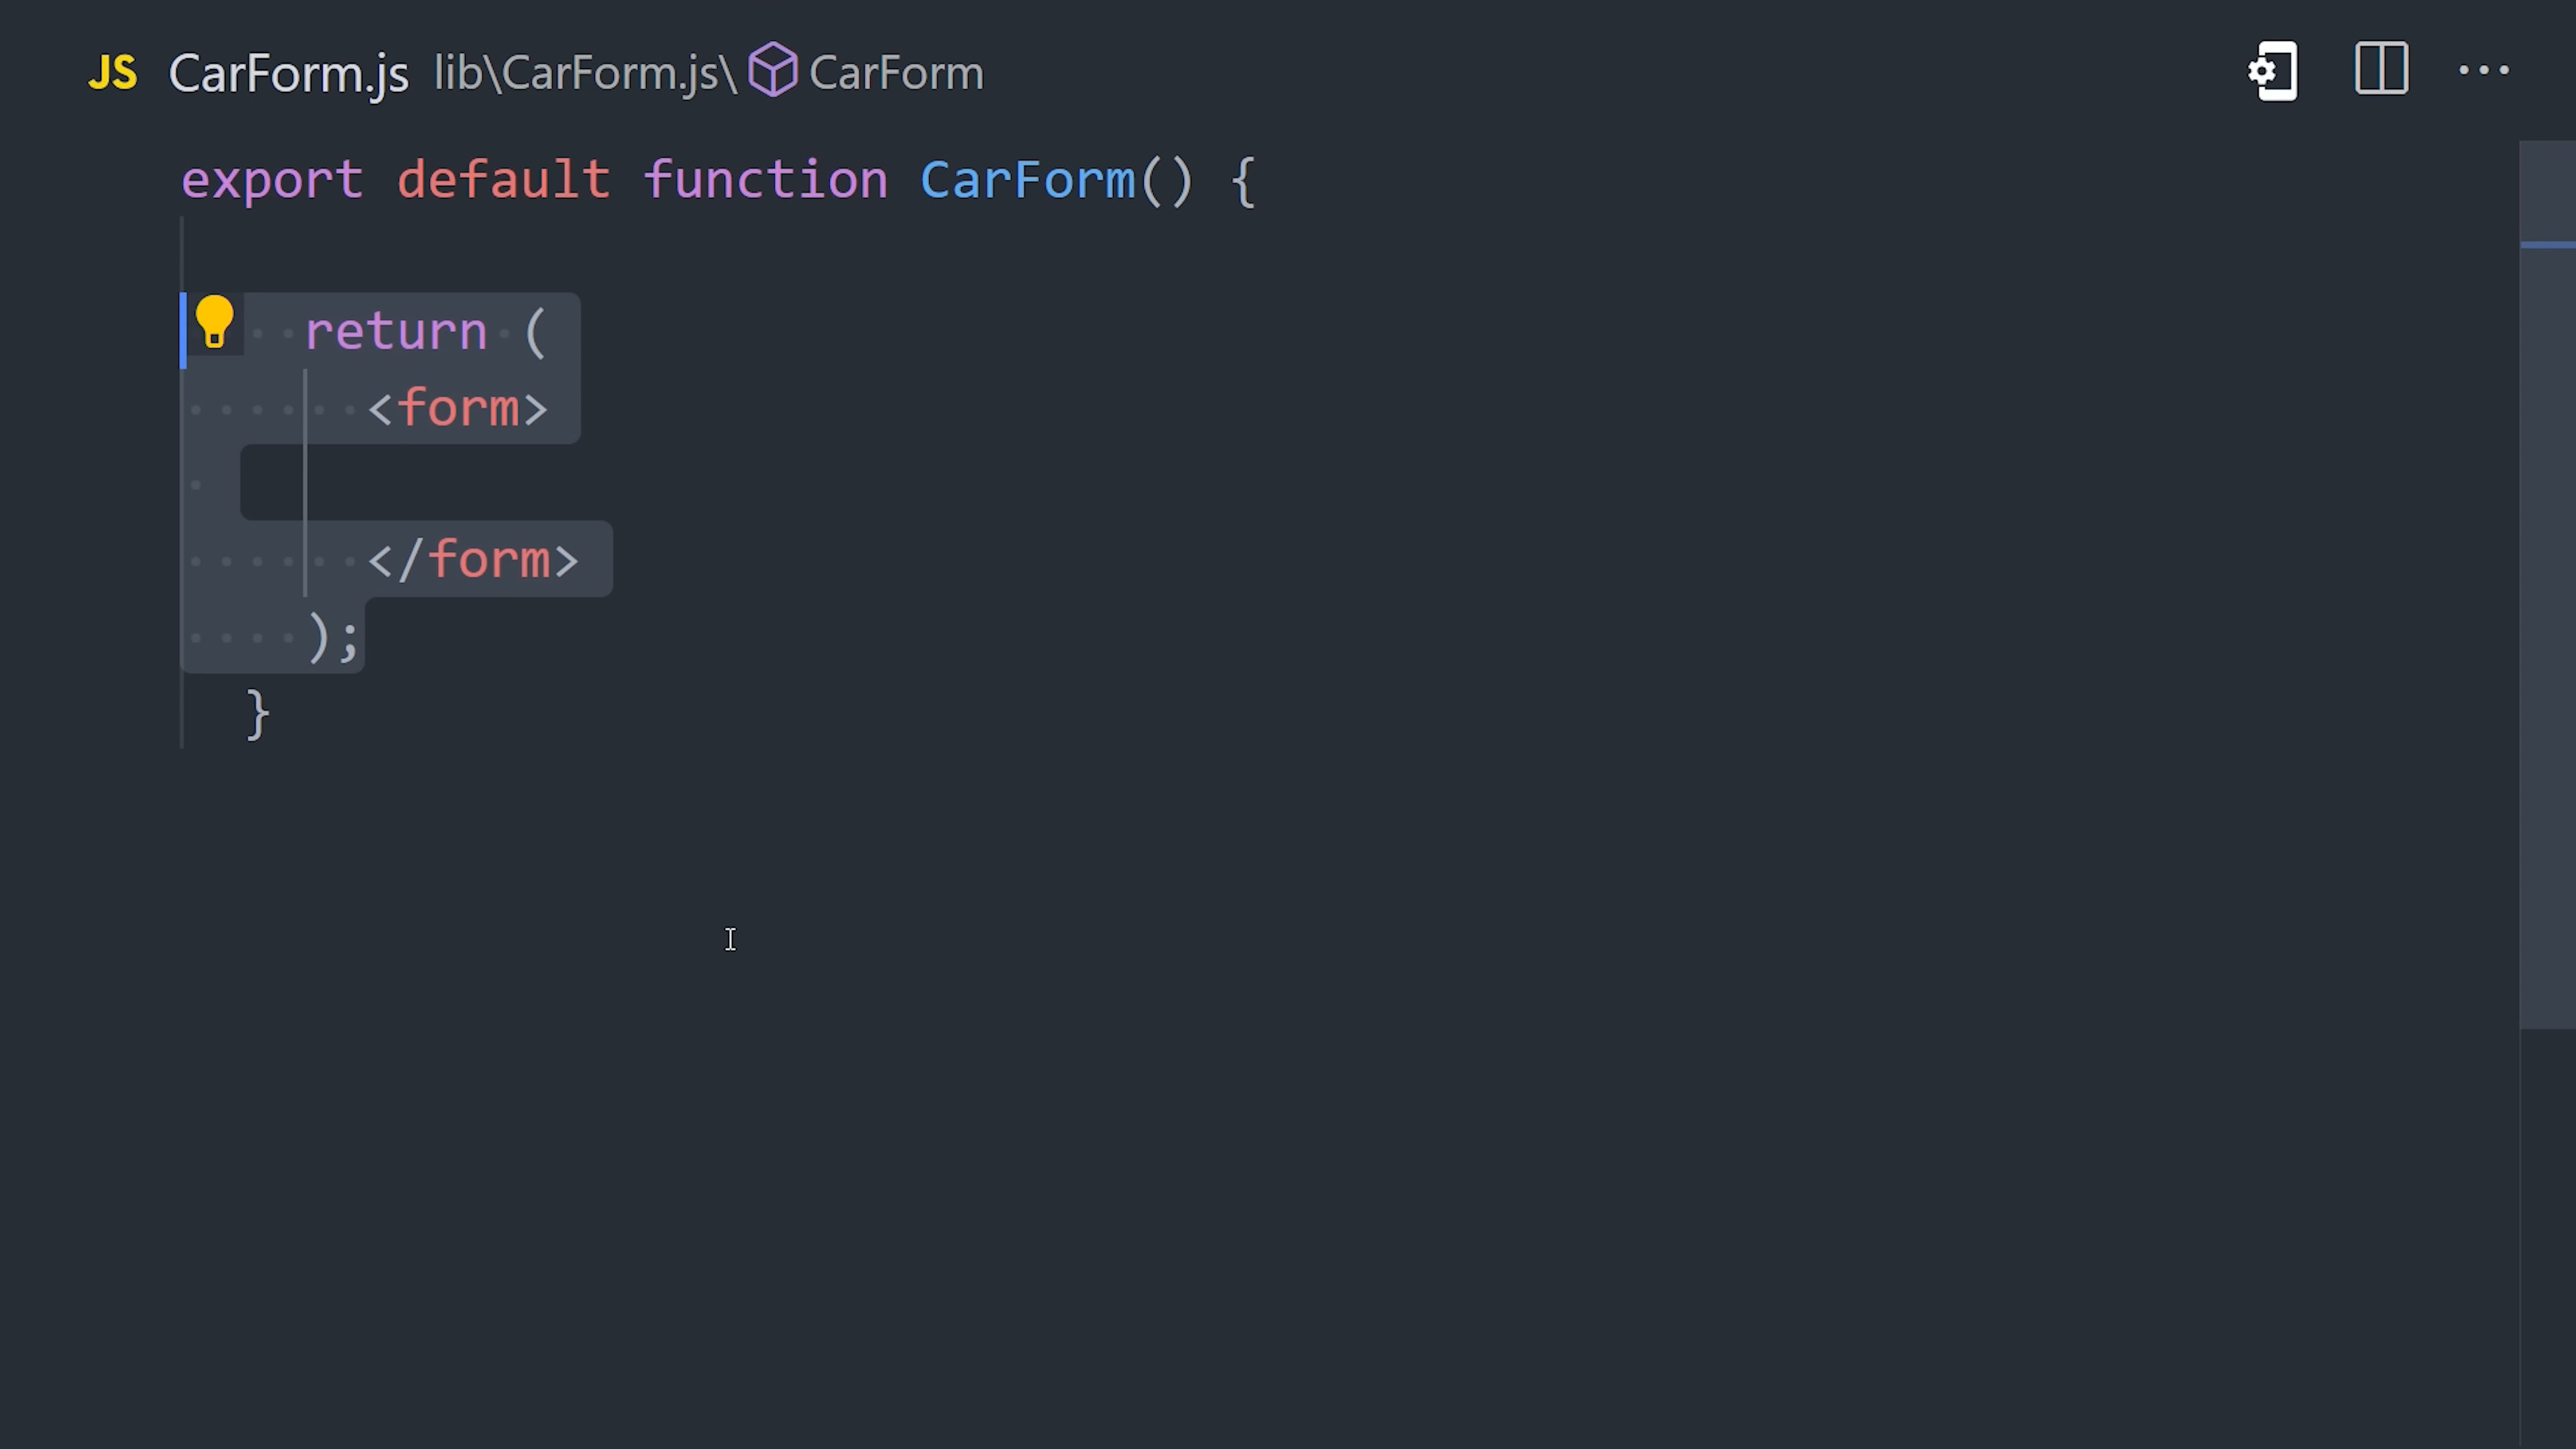 JS CarForm.js lib\CarForm.js\ CarForm
export default function CarForm() {
return (
<form>
</form>
);
}